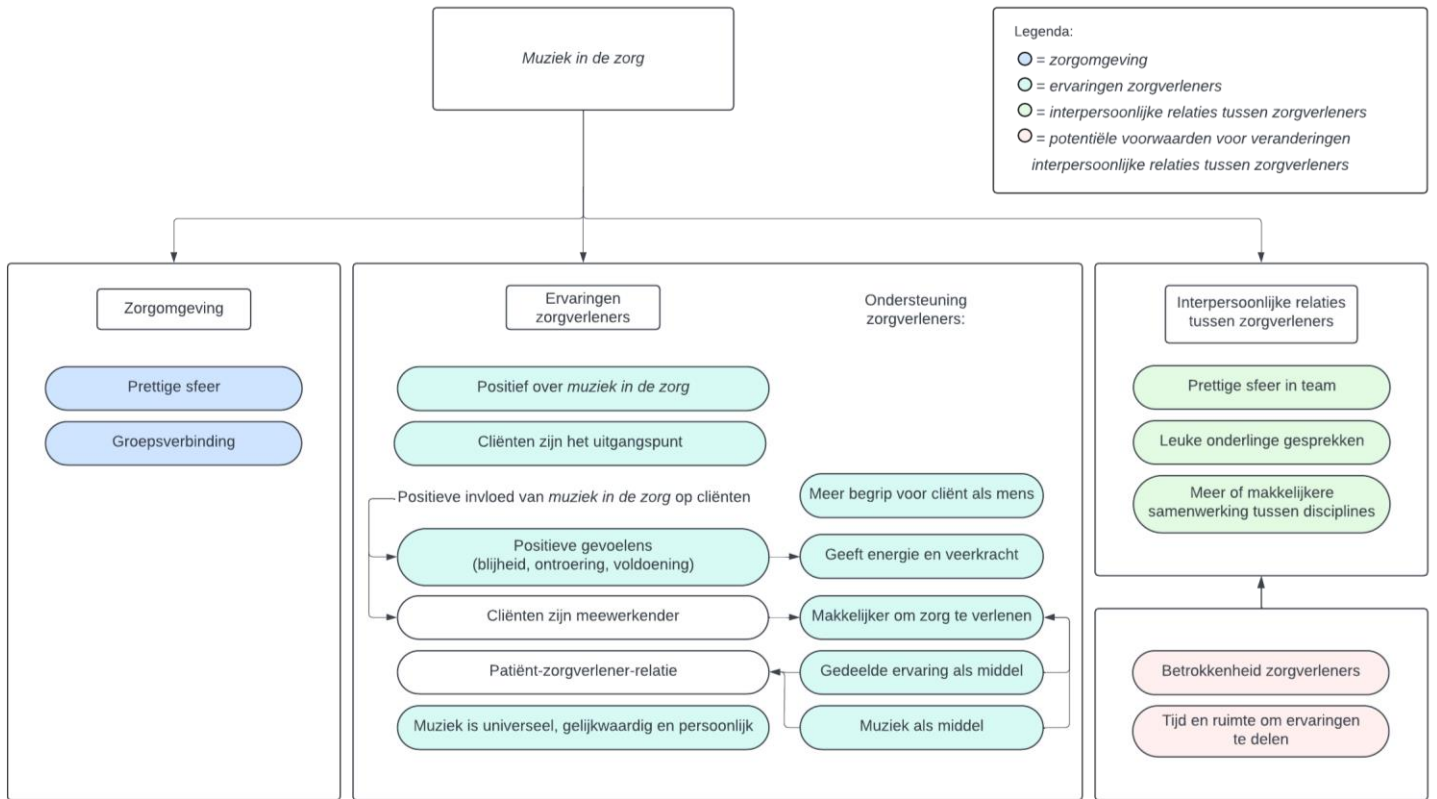 Muziek in de zorg
Legenda:
= zorgomgeving
= ervaringen zorgverleners
= interpersoonlijke relaties tussen zorgverleners
= potentiële voorwaarden voor veranderingen
interpersoonlijke relaties tussen zorgverleners
Zorgomgeving
Prettige sfeer
Groepsverbinding
Ervaringen
zorgverleners
Positief over muziek in de zorg
Cliënten zijn het uitgangspunt
Positieve invloed van muziek in de zorg op cliënten
Positieve gevoelens
(blijheid, ontroering, voldoening)
Cliënten zijn meewerkender
Patiënt-zorgverlener-relatie
Muziek is universeel, gelijkwaardig en persoonlijk
Ondersteuning
zorgverleners:
Meer begrip voor cliënt als mens
Geeft energie en veerkracht
Makkelijker om zorg te verlenen
Gedeelde ervaring als middel
Muziek als middel
Interpersoonlijke relaties
tussen zorgverleners
Prettige sfeer in team
Leuke onderlinge gesprekken
Meer of makkelijkere
samenwerking tussen disciplines
Betrokkenheid zorgverleners
Tijd en ruimte om ervaringen
te delen